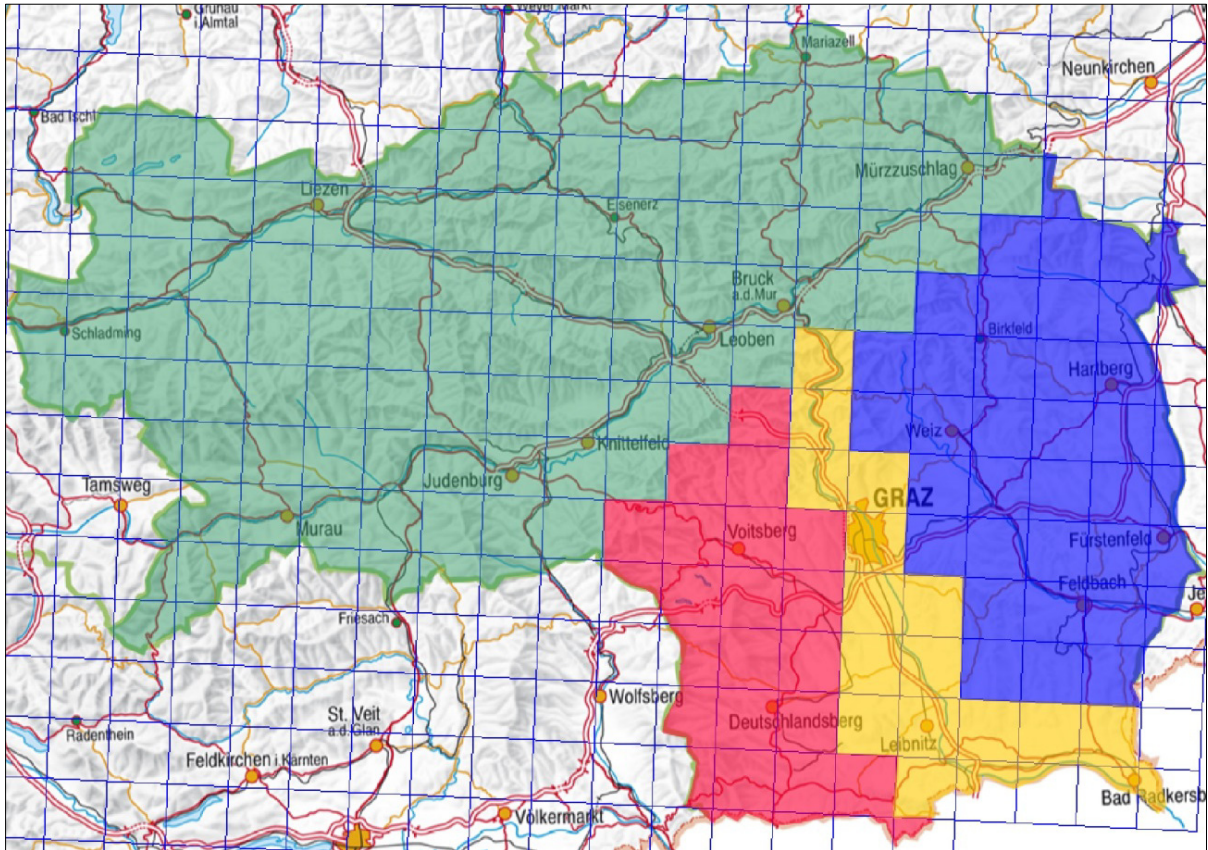 Grünau
i.Almtal
Weyer Markt
Mariazell
Neunkirchen
Bad Ischl
Mürzzuschlag
Liezen
Eisenerz
Bruck
a.d.Mur
Schladming
Leoben
Birkfeld
Hartberg
Weiz
Knittelfeld
Judenburg
Tamsweg
GRAZ
Murau
Voitsberg
Fürstenfeld
Feldbach
Je
Friesach
Wolfsberg
Deutschlandsberg
St. Veit
a.d.Glan
Radenthein
Leibnitz
Feldkirchen i.Kärnten
Bad Radkersb
Völkermarkt